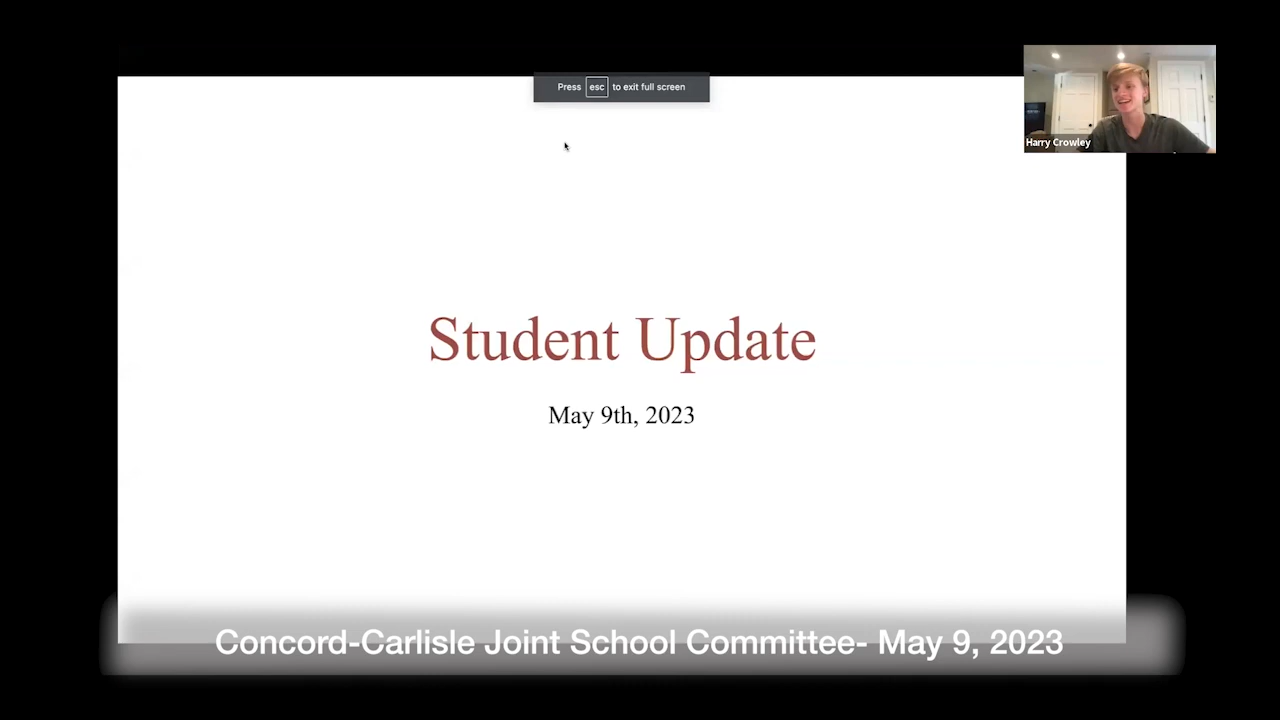 Press esc to exit full screen
Harry Crowley
Student Update
May 9th, 2023
Concord-Carlisle Joint School Committee- May 9, 2023